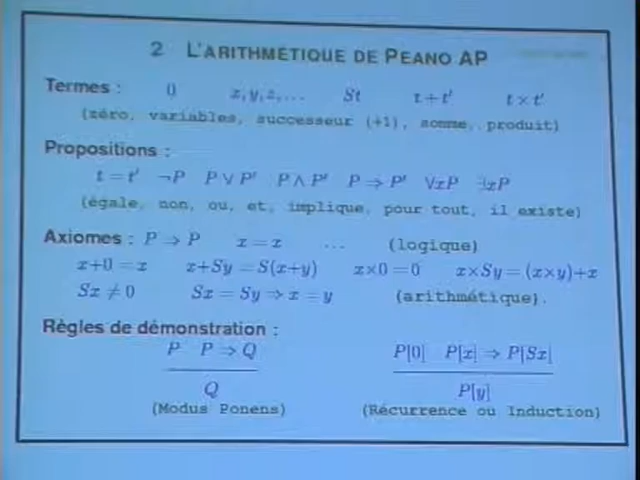 2 L'ARITHMÉTIQUE DE PEANO AP
Termes : 0 x,y,z,... St t+t′ t×t′
(zéro, variables, successeur (+1), somme, produit)
Propositions :
t = t′ ¬P P∨P′ P∧P′ P⇒P′ ∀xP ∃xP
(égale, non, ou, et, implique, pour tout, il existe)
Axiomes : P⇒P x=x ... (logique)
x+0=x x+Sy=S(x+y) x×0=0 x×Sy=(x×y)+x
Sx≠0 Sx=Sy⇒x=y (arithmétique).
Règles de démonstration :
P P⇒Q P[0] P[x]⇒P[Sx]
Q P[y]
(Modus Ponens) (Récurrence ou Induction)